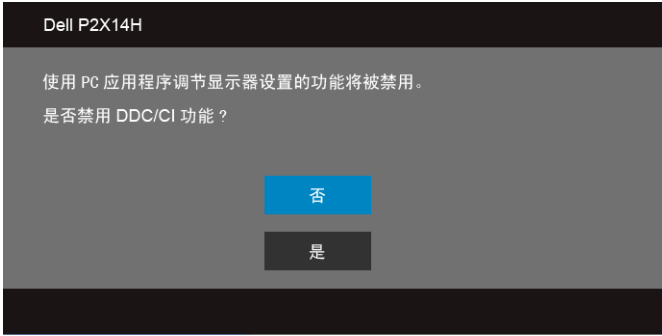 Dell P2X14H
使用 PC 应用程序调节显示器设置的功能将被禁用。
是否禁用 DDC/CI 功能？
否
是